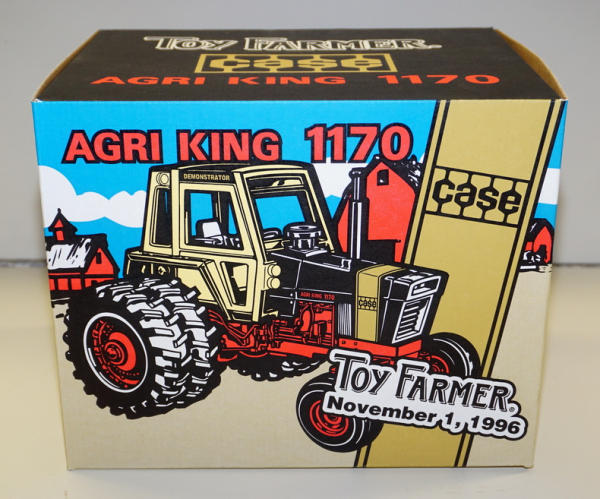 TOY FARMER®
case
AGRI KING 1170
AGRI KING 1170
case
DEMONSTRATOR
AGRI KING 1170
case
TOY FARMER®
November 1, 1996